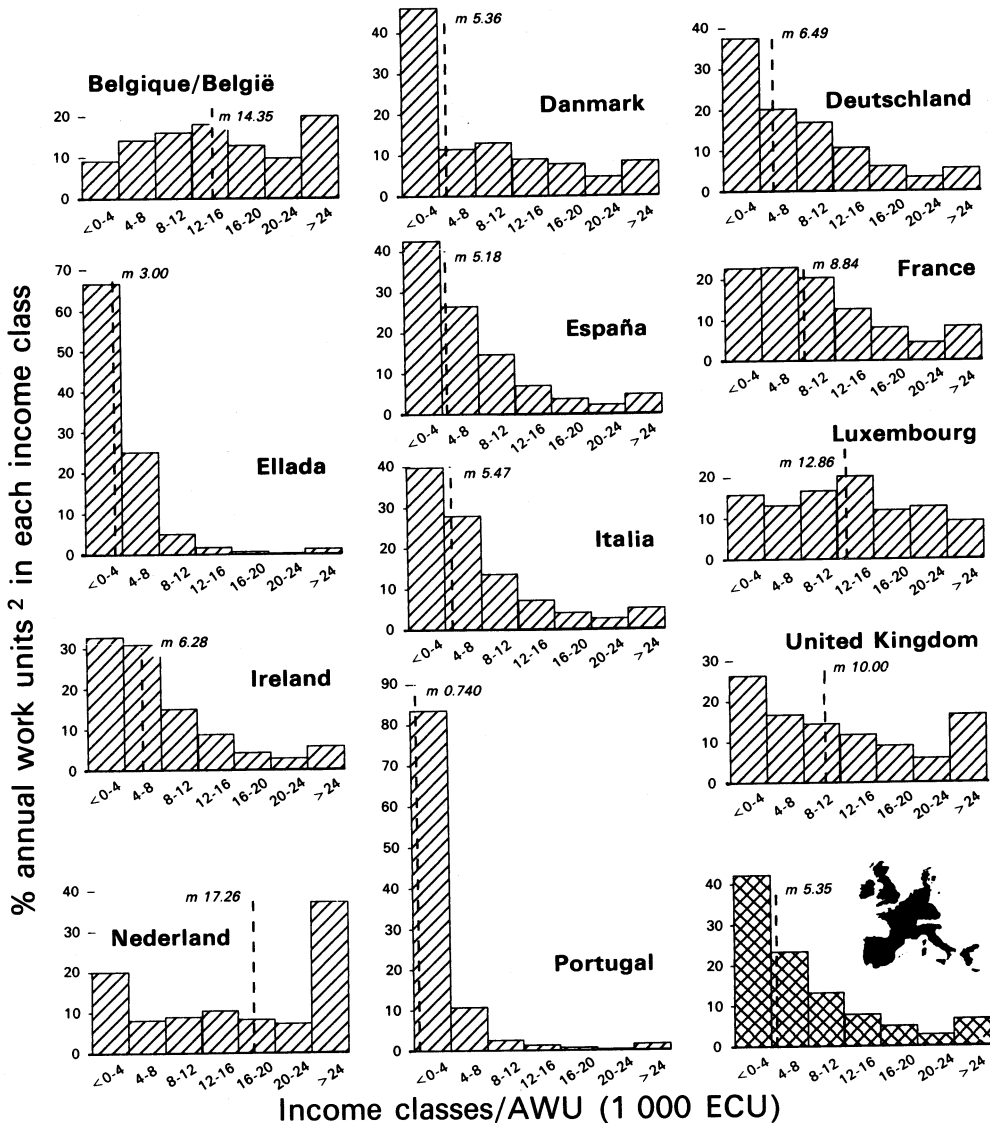 % annual work units 2 in each income class
Belgique/België
m 14.35
20
10
0
<0-4 4-8 8-12 12-16 16-20 20-24 >24
Danmark
m 5.36
40
30
20
10
0
<0-4 4-8 8-12 12-16 16-20 20-24 >24
Deutschland
m 6.49
40
30
20
10
0
<0-4 4-8 8-12 12-16 16-20 20-24 >24
Ellada
m 3.00
70
60
50
40
30
20
10
0
<0-4 4-8 8-12 12-16 16-20 20-24 >24
España
m 5.18
40
30
20
10
0
<0-4 4-8 8-12 12-16 16-20 20-24 >24
France
m 8.84
20
10
0
<0-4 4-8 8-12 12-16 16-20 20-24 >24
Ireland
m 6.28
30
20
10
0
<0-4 4-8 8-12 12-16 16-20 20-24 >24
Italia
m 5.47
40
30
20
10
0
<0-4 4-8 8-12 12-16 16-20 20-24 >24
Luxembourg
m 12.86
20
10
0
<0-4 4-8 8-12 12-16 16-20 20-24 >24
Nederland
m 17.26
40
30
20
10
0
<0-4 4-8 8-12 12-16 16-20 20-24 >24
Portugal
m 0.740
90
80
70
60
50
40
30
20
10
0
<0-4 4-8 8-12 12-16 16-20 20-24 >24
United Kingdom
m 10.00
30
20
10
0
<0-4 4-8 8-12 12-16 16-20 20-24 >24
m 5.35
40
30
20
10
0
<0-4 4-8 8-12 12-16 16-20 20-24 >24
Income classes/AWU (1 000 ECU)